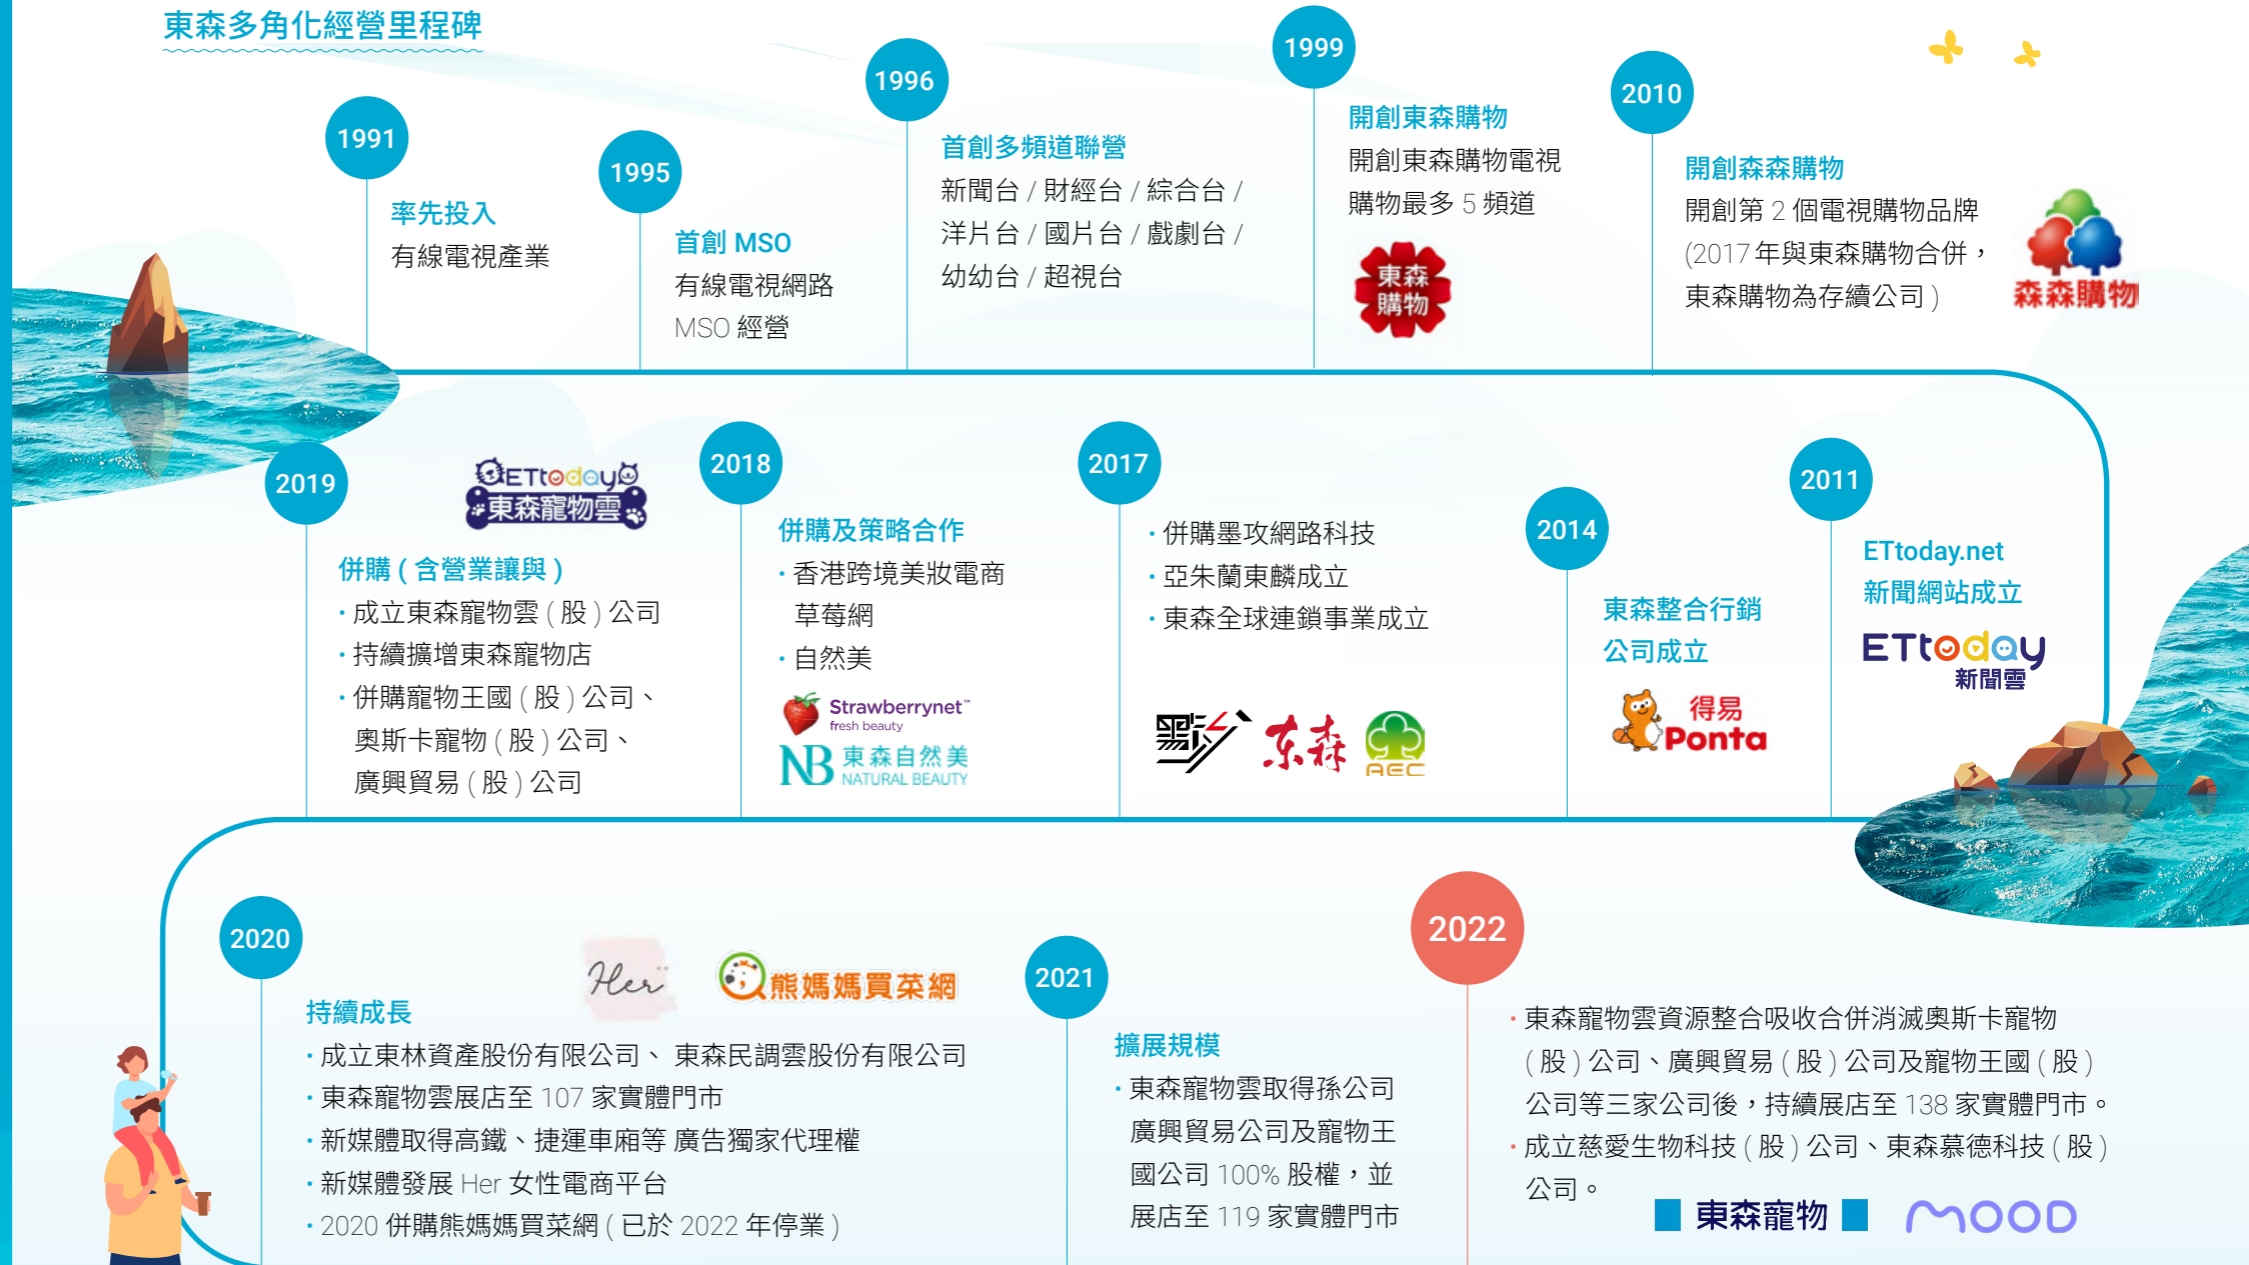 東森多角化經營里程碑
1991
率先投入
有線電視產業
1995
首創 MSO
有線電視網路
MSO 經營
1996
首創多頻道聯營
新聞台 / 財經台 / 綜合台 /
洋片台 / 國片台 / 戲劇台 /
幼幼台 / 超視台
1999
開創東森購物
開創東森購物電視
購物最多 5 頻道
東森
購物
2010
開創森森購物
開創第 2 個電視購物品牌
(2017年與東森購物合併，
東森購物為存續公司 )
森森購物
2011
ETtoday.net
新聞網站成立
ETtoday
新聞雲
2014
東森整合行銷
公司成立
得易
Ponta
2017
· 併購墨攻網路科技
· 亞朱蘭東麟成立
· 東森全球連鎖事業成立
东森
AEC
2018
併購及策略合作
· 香港跨境美妝電商
草莓網
· 自然美
Strawberrynet™
fresh beauty
NB 東森自然美
NATURAL BEAUTY
2019
ETtoday
東森寵物雲
併購 ( 含營業讓與 )
· 成立東森寵物雲 ( 股 ) 公司
· 持續擴增東森寵物店
· 併購寵物王國 ( 股 ) 公司、
奧斯卡寵物 ( 股 ) 公司、
廣興貿易 ( 股 ) 公司
2020
Her
熊媽媽買菜網
持續成長
· 成立東林資產股份有限公司、 東森民調雲股份有限公司
· 東森寵物雲展店至 107 家實體門市
· 新媒體取得高鐵、捷運車廂等 廣告獨家代理權
· 新媒體發展 Her 女性電商平台
· 2020 併購熊媽媽買菜網 ( 已於 2022 年停業 )
2021
擴展規模
· 東森寵物雲取得孫公司
廣興貿易公司及寵物王
國公司 100% 股權，並
展店至 119 家實體門市
2022
· 東森寵物雲資源整合吸收合併消滅奧斯卡寵物
( 股 ) 公司、廣興貿易 ( 股 ) 公司及寵物王國 ( 股 )
公司等三家公司後，持續展店至 138 家實體門市。
· 成立慈愛生物科技 ( 股 ) 公司、東森慕德科技 ( 股 )
公司。
東森寵物
MOOD